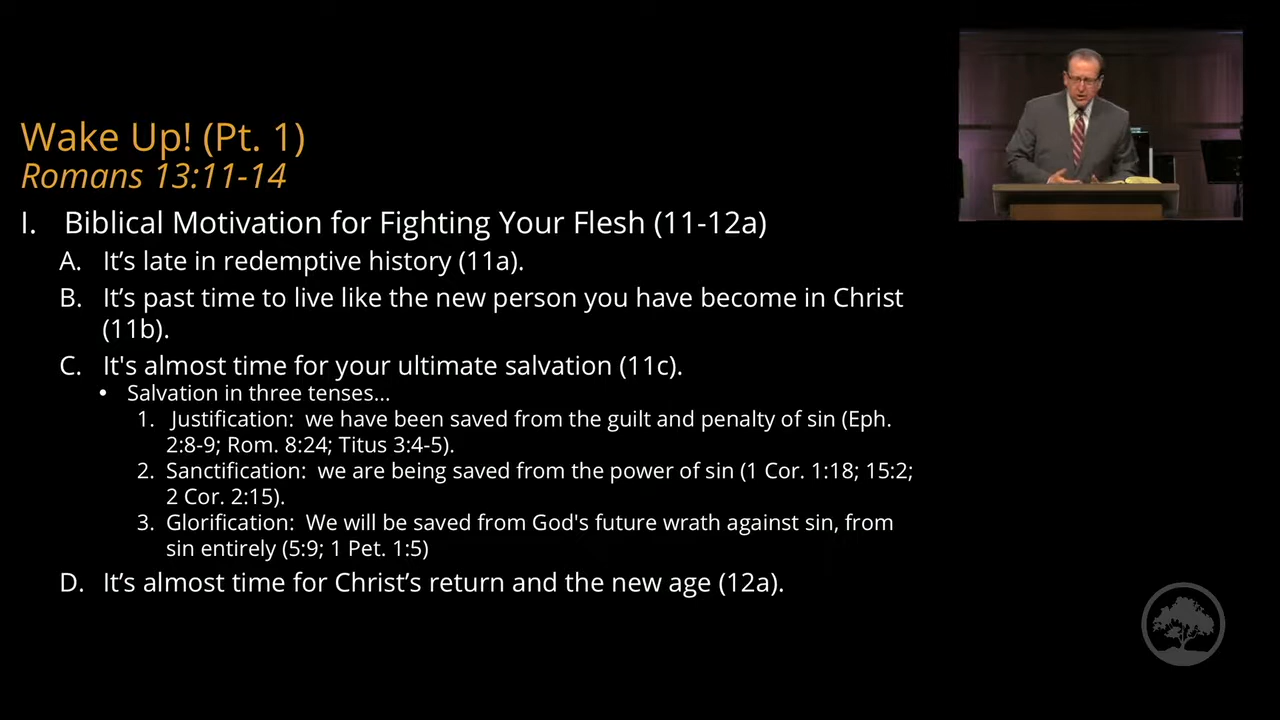 Wake Up! (Pt. 1)
Romans 13:11-14
I. Biblical Motivation for Fighting Your Flesh (11-12a)
A. It’s late in redemptive history (11a).
B. It’s past time to live like the new person you have become in Christ
(11b).
C. It's almost time for your ultimate salvation (11c).
• Salvation in three tenses...
1. Justification: we have been saved from the guilt and penalty of sin (Eph.
2:8-9; Rom. 8:24; Titus 3:4-5).
2. Sanctification: we are being saved from the power of sin (1 Cor. 1:18; 15:2;
2 Cor. 2:15).
3. Glorification: We will be saved from God's future wrath against sin, from
sin entirely (5:9; 1 Pet. 1:5)
D. It’s almost time for Christ’s return and the new age (12a).